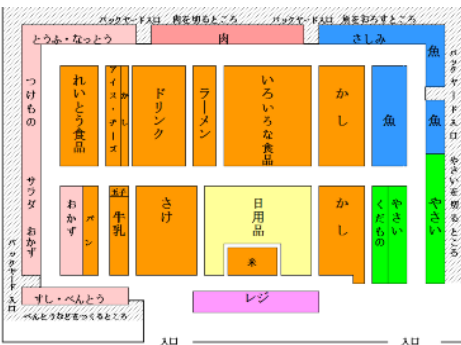 バックヤード入口 肉を切るところ バックヤード入口 魚をおろすところ
とうふ・なっとう
肉
さしみ
魚
バックヤード入口
つけもの
れいとう食品
アイス・チーズ
かし
ドリンク
ラーメン
いろいろな食品
かし
魚
魚
サラダ おかず
おかず
パン
玉子
牛乳
さけ
日用品
米
かし
くだもの
やさい
やさい
やさいを切るところ
バックヤード入口
すし・べんとう
べんとうなどをつくるところ
レジ
入口
入口